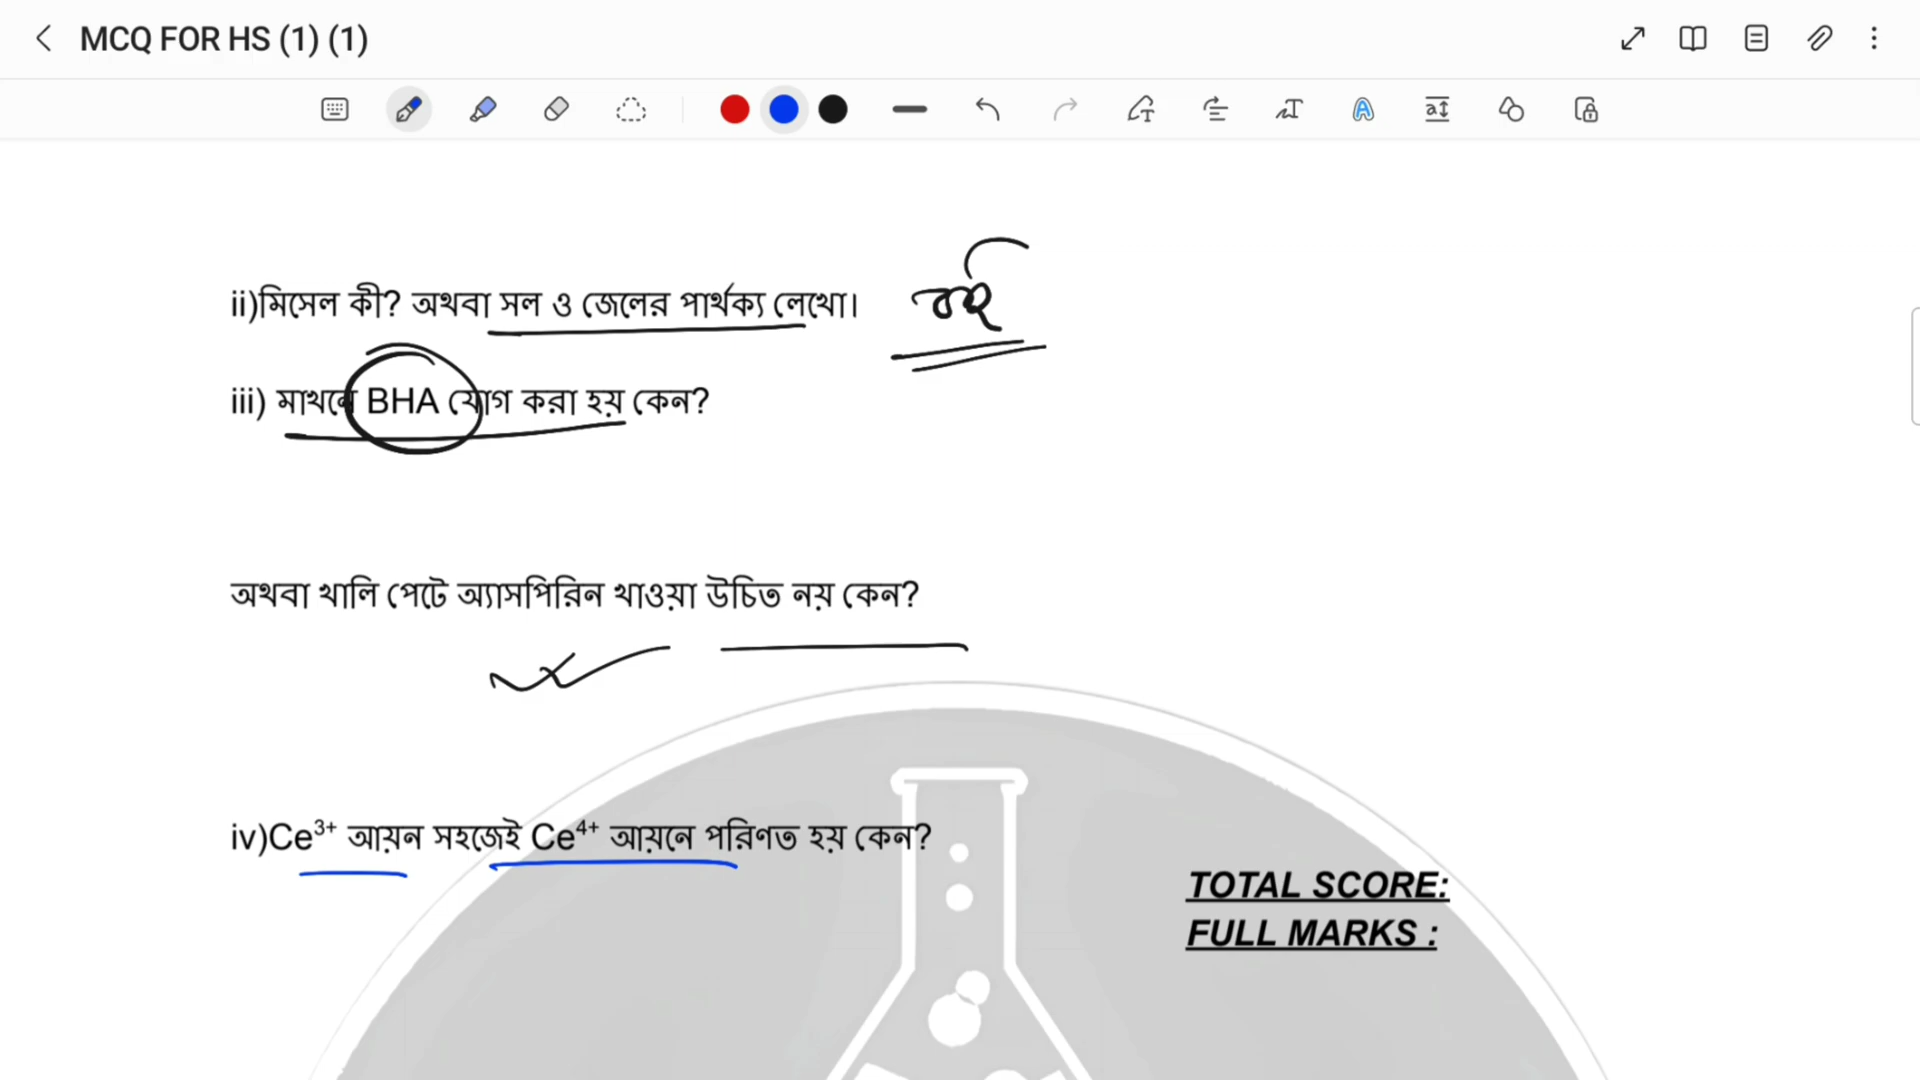 MCQ FOR HS (1) (1)
ii)মিসেল কী? অথবা সল ও জেলের পার্থক্য লেখো। বই
iii) মাখনে BHA যোগ করা হয় কেন?
অথবা খালি পেটে অ্যাসপিরিন খাওয়া উচিত নয় কেন?
iv)Ce³⁺ আয়ন সহজেই Ce⁴⁺ আয়নে পরিণত হয় কেন?
TOTAL SCORE:
FULL MARKS :